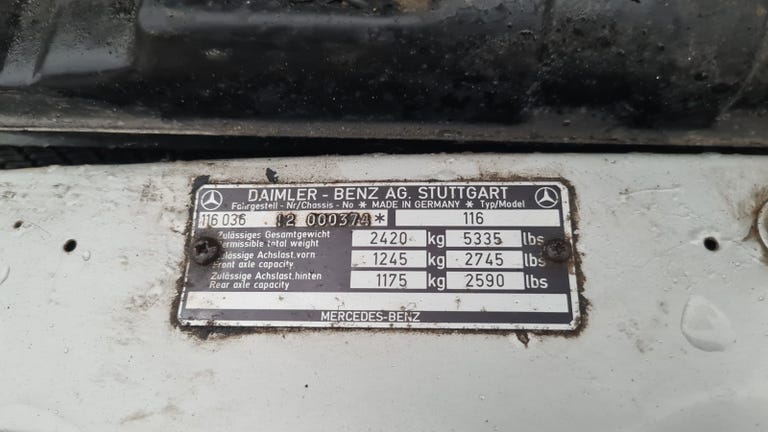 DAIMLER - BENZ AG. STUTTGART
Fahrgestell - Nr/Chassis - No * MADE IN GERMANY * Typ/Model
116 036 12 000374 * 116
Zulässiges Gesamtgewicht
Permissible total weight 2420 kg 5335 lbs
Zulässige Achslast.vorn
Front axle capacity 1245 kg 2745 lbs
Zulässige Achslast.hinten
Rear axle capacity 1175 kg 2590 lbs
MERCEDES-BENZ